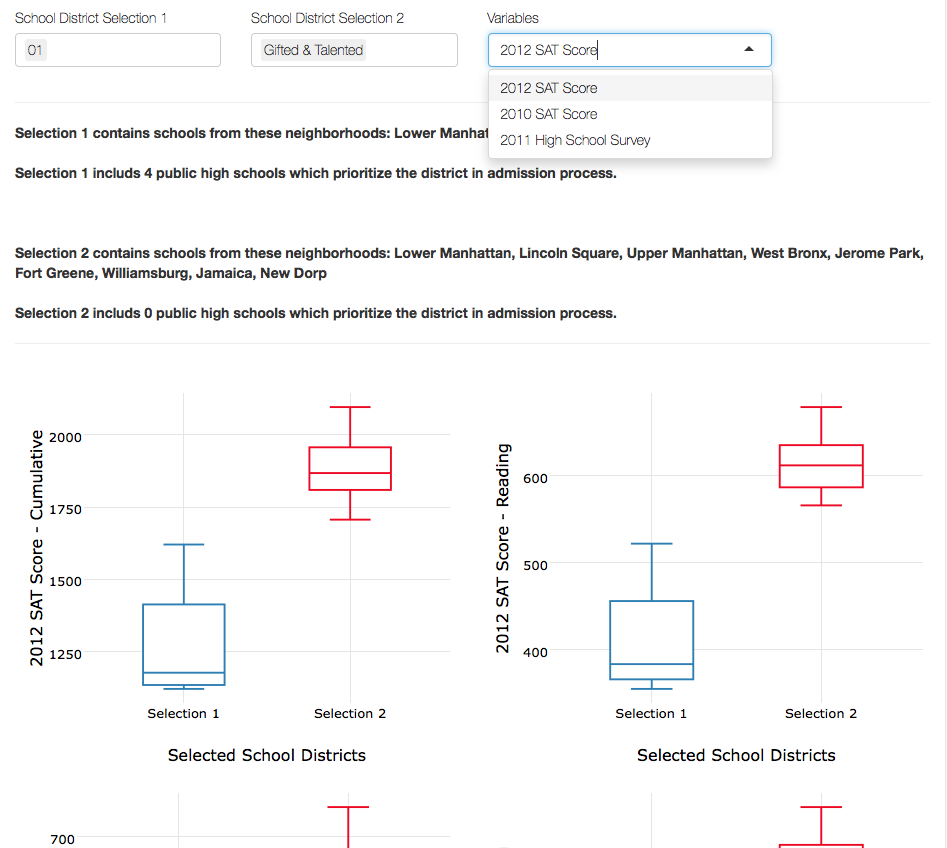 School District Selection 1
School District Selection 2
Variables
01
Gifted & Talented
2012 SAT Score
2012 SAT Score
2010 SAT Score
2011 High School Survey
Selection 1 contains schools from these neighborhoods: Lower Manhat
Selection 1 includs 4 public high schools which prioritize the district in admission process.
Selection 2 contains schools from these neighborhoods: Lower Manhattan, Lincoln Square, Upper Manhattan, West Bronx, Jerome Park,
Fort Greene, Williamsburg, Jamaica, New Dorp
Selection 2 includs 0 public high schools which prioritize the district in admission process.
2012 SAT Score - Cumulative
2000
1750
1500
1250
Selection 1
Selection 2
Selected School Districts
2012 SAT Score - Reading
600
500
400
Selection 1
Selection 2
Selected School Districts
700